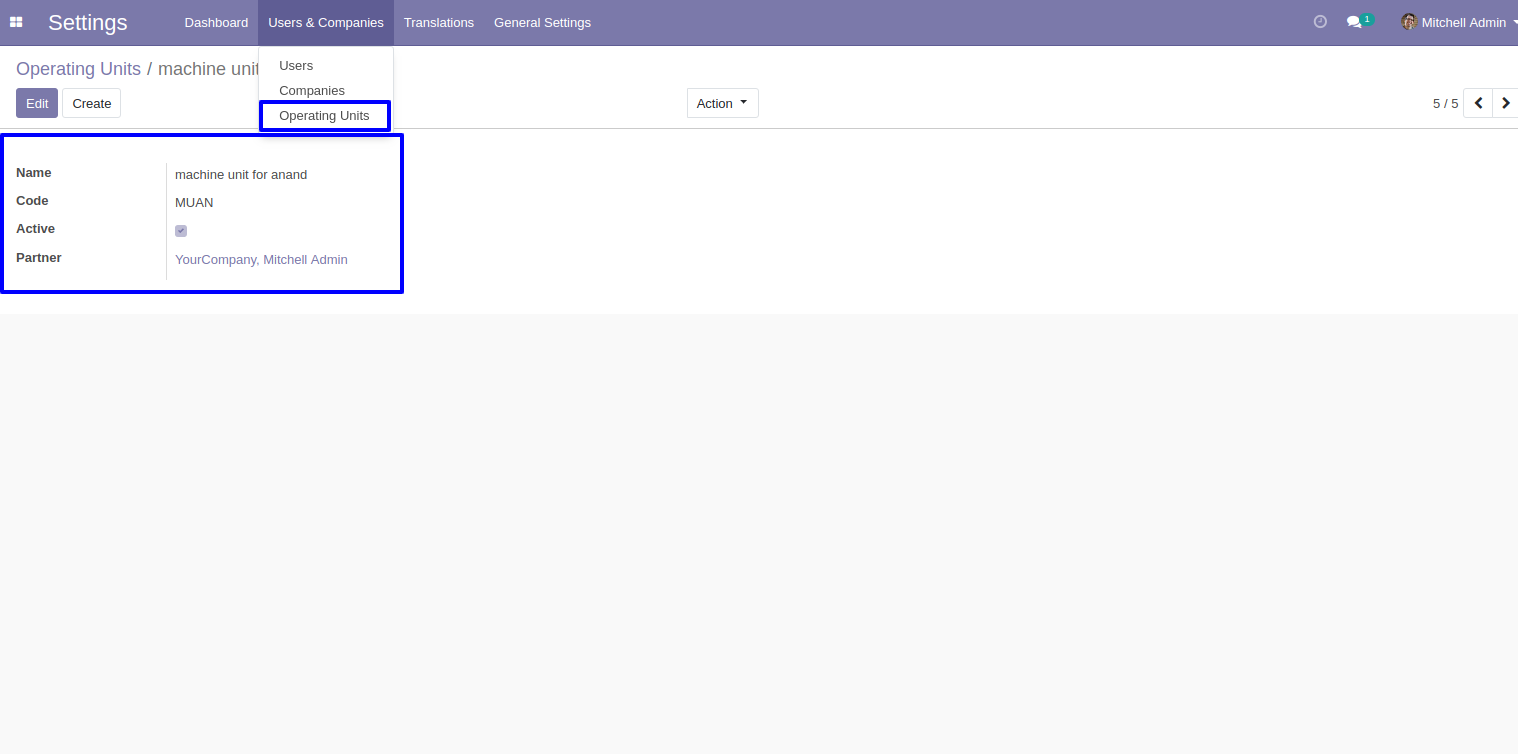 Settings Dashboard Users & Companies Translations General Settings 1 Mitchell Admin
Users
Operating Units / machine unit
Companies
Edit Create Action 5 / 5
Operating Units
Name machine unit for anand
Code MUAN
Active
Partner YourCompany, Mitchell Admin